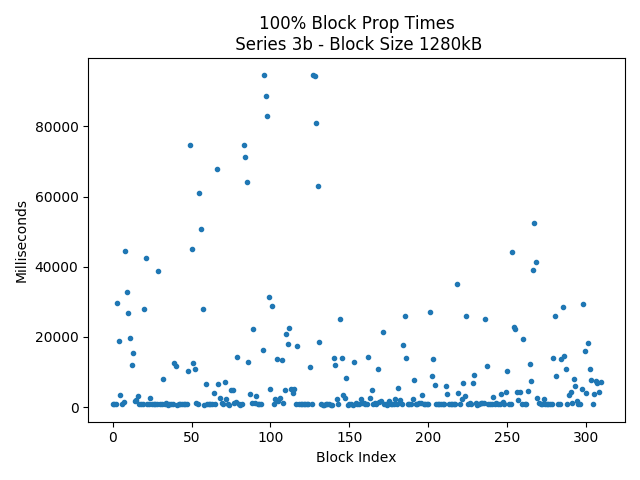 100% Block Prop Times
Series 3b - Block Size 1280kB
Milliseconds
80000
60000
40000
20000
0
0 50 100 150 200 250 300
Block Index